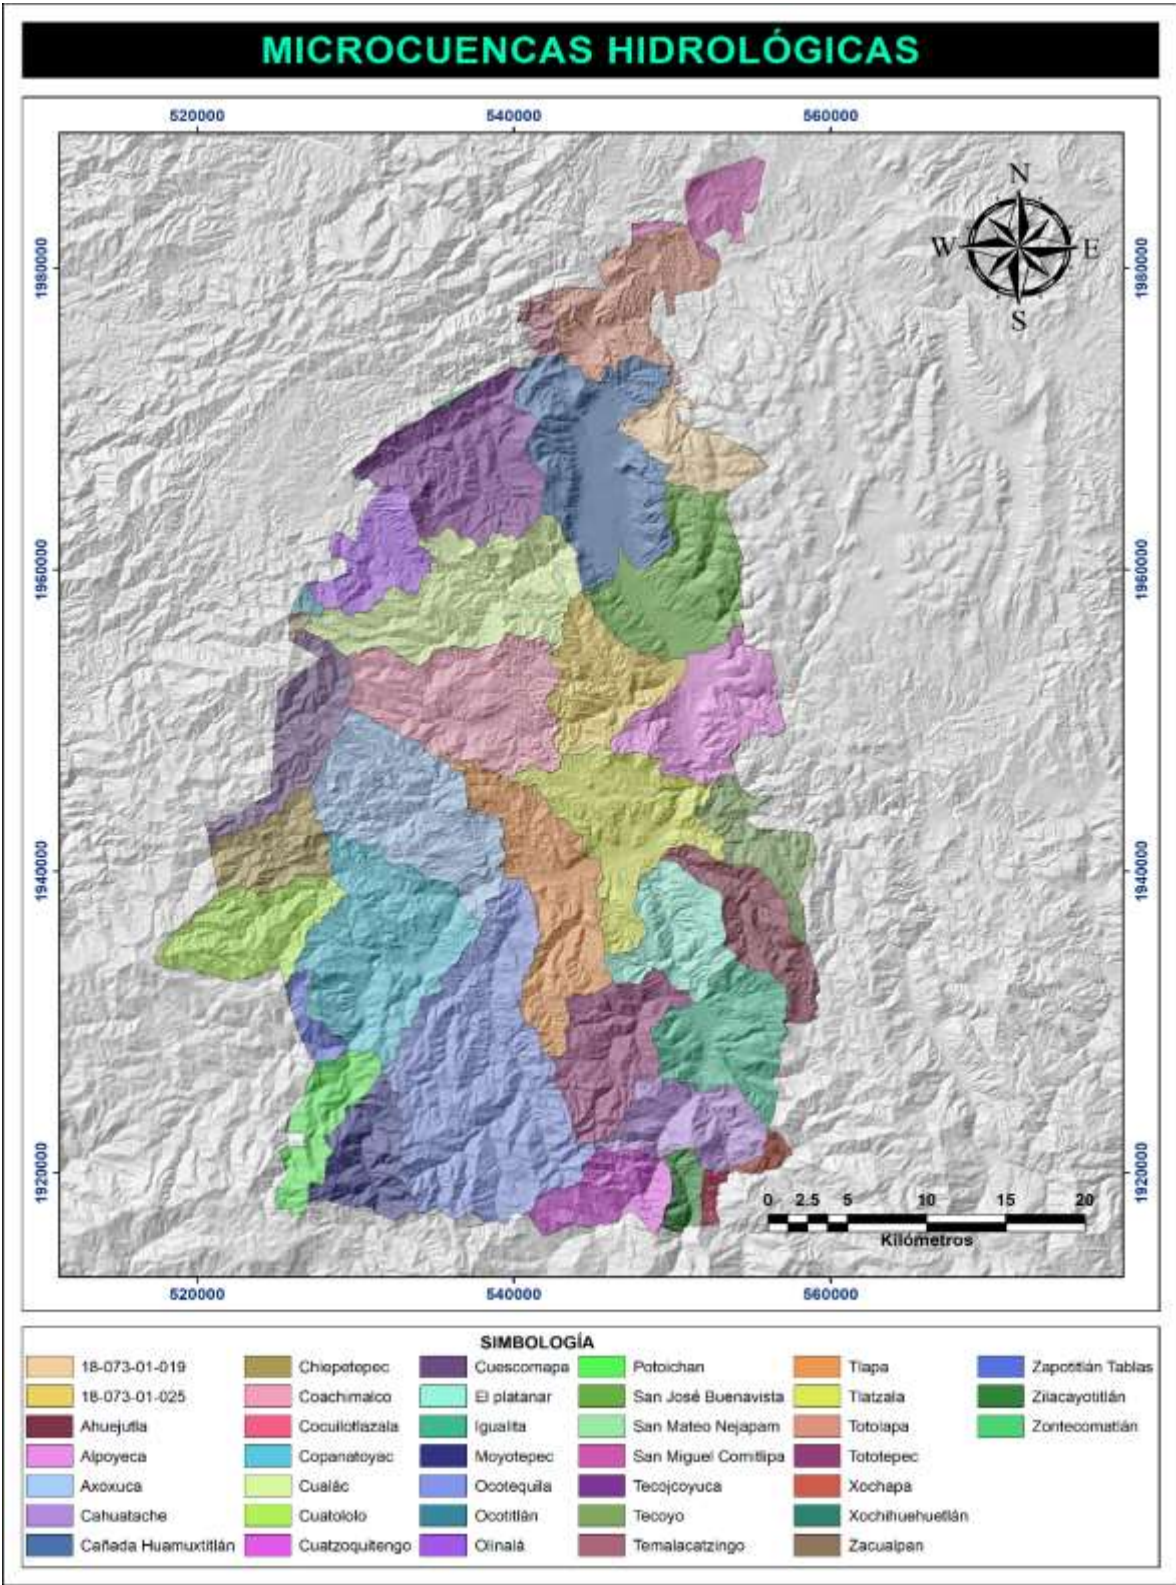 MICROCUENCAS HIDROLÓGICAS
520000 540000 560000
N
W E
S
1980000 1980000
1960000 1960000
1940000 1940000
1920000 1920000
0 2.5 5 10 15 20
Kilómetros
520000 540000 560000
SIMBOLOGÍA
18-073-01-019 Chiepetepec Cuescomapa Potoichan Tlapa Zapotitlán Tablas
18-073-01-025 Coachimalco El platanar San José Buenavista Tlatzala Zilacayotitlán
Ahuejutla Cocuilotlazala Igualita San Mateo Nejapam Totolapa Zontecomatlán
Alpoyeca Copanatoyac Moyotepec San Miguel Comitlipa Tototepec
Axoxuca Cualác Ocotequila Tecojcoyuca Xochapa
Cahuatache Cuatololo Ocotitlán Tecoyo Xochihuehuetlán
Cañada Huamuxtitlán Cuatzoquitengo Olinalá Temalacatzingo Zacualpan